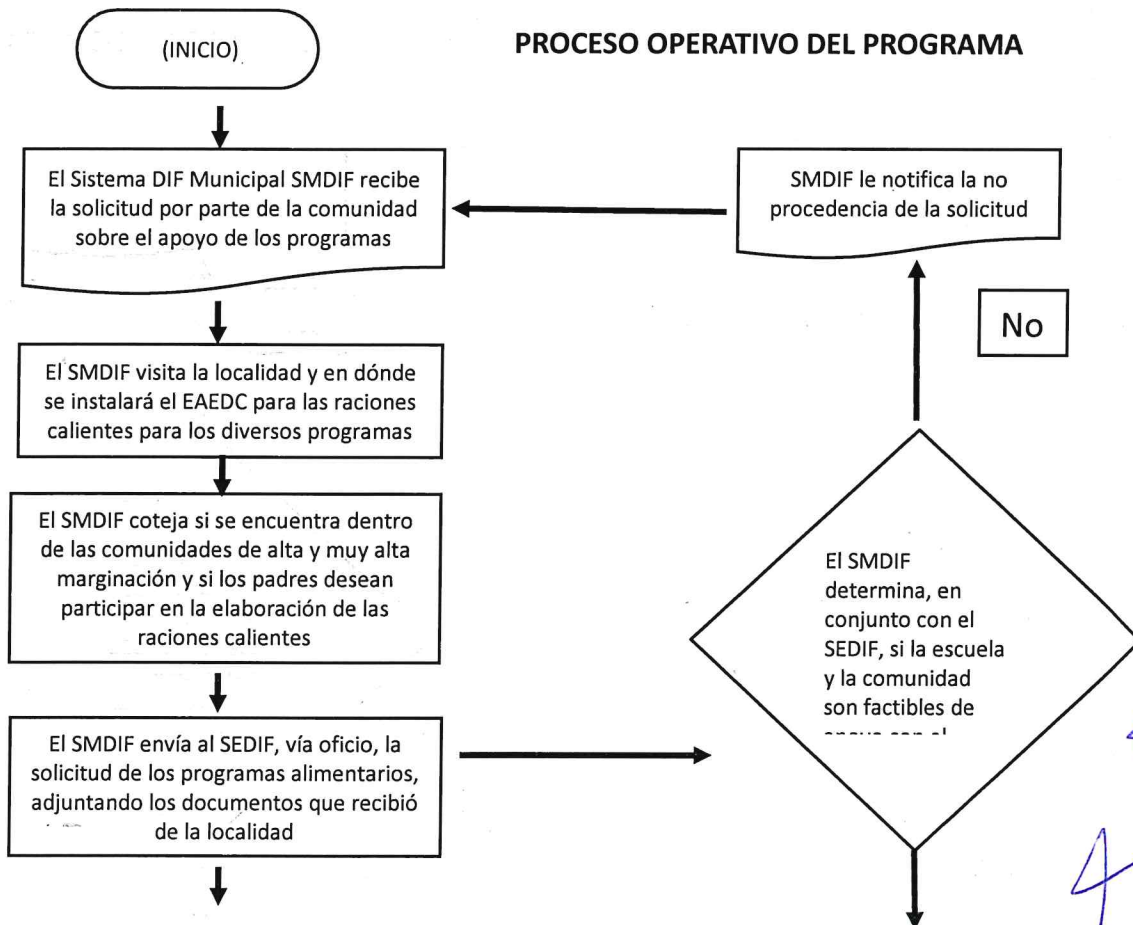 PROCESO OPERATIVO DEL PROGRAMA
(INICIO)
El Sistema DIF Municipal SMDIF recibe
la solicitud por parte de la comunidad
sobre el apoyo de los programas
El SMDIF visita la localidad y en dónde
se instalará el EAEDC para las raciones
calientes para los diversos programas
El SMDIF coteja si se encuentra dentro
de las comunidades de alta y muy alta
marginación y si los padres desean
participar en la elaboración de las
raciones calientes
El SMDIF envía al SEDIF, vía oficio, la
solicitud de los programas alimentarios,
adjuntando los documentos que recibió
de la localidad
SMDIF le notifica la no
procedencia de la solicitud
No
El SMDIF
determina, en
conjunto con el
SEDIF, si la escuela
y la comunidad
son factibles de